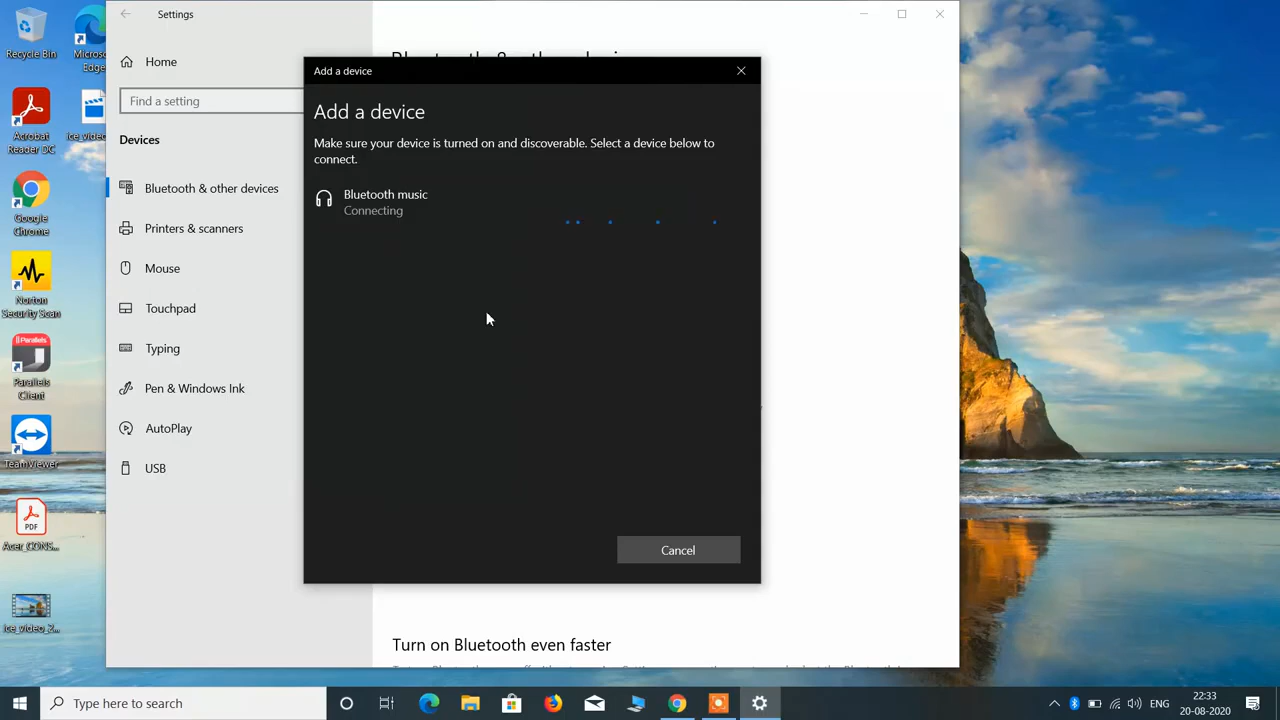 Recycle Bin
Microsoft
Edge
Acrobat
Reader DC
Google
Chrome
Norton
Security Scan
Parallels
Client
TeamViewer
PDF
Acer_CONS...
ice_video_2...
Settings
Home
Find a setting
Devices
Bluetooth & other devices
Printers & scanners
Mouse
Touchpad
Typing
Pen & Windows Ink
AutoPlay
USB
Add a device
Add a device
Make sure your device is turned on and discoverable. Select a device below to
connect.
Bluetooth music
Connecting
Cancel
Turn on Bluetooth even faster
Type here to search
ENG
22:33
20-08-2020